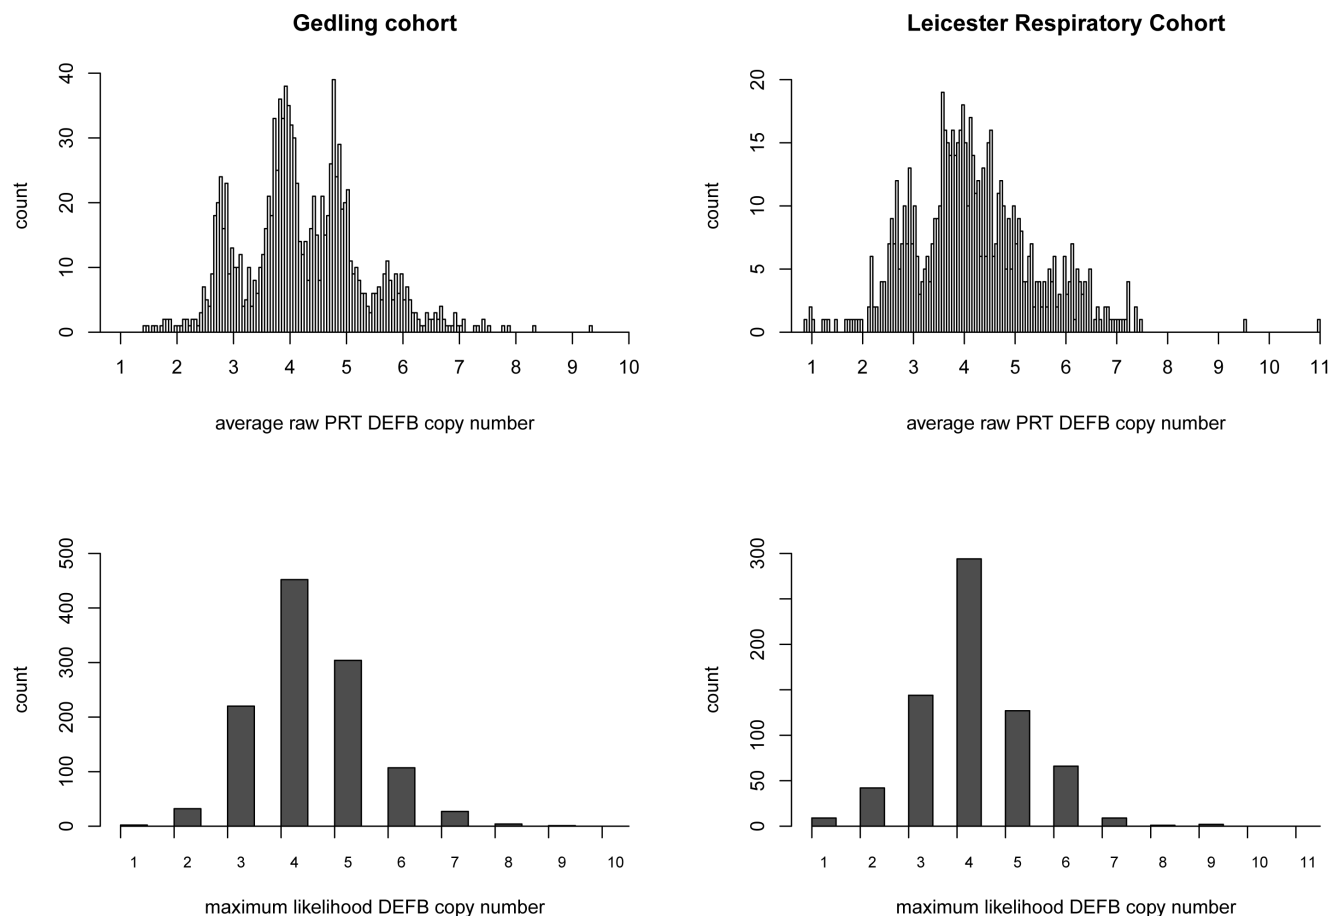 Gedling cohort
Leicester Respiratory Cohort
count
0 10 20 30 40
1 2 3 4 5 6 7 8 9 10
average raw PRT DEFB copy number
count
0 5 10 15 20
1 2 3 4 5 6 7 8 9 10 11
average raw PRT DEFB copy number
count
0 100 200 300 400 500
1 2 3 4 5 6 7 8 9 10
maximum likelihood DEFB copy number
count
0 50 100 200 300
1 2 3 4 5 6 7 8 9 10 11
maximum likelihood DEFB copy number